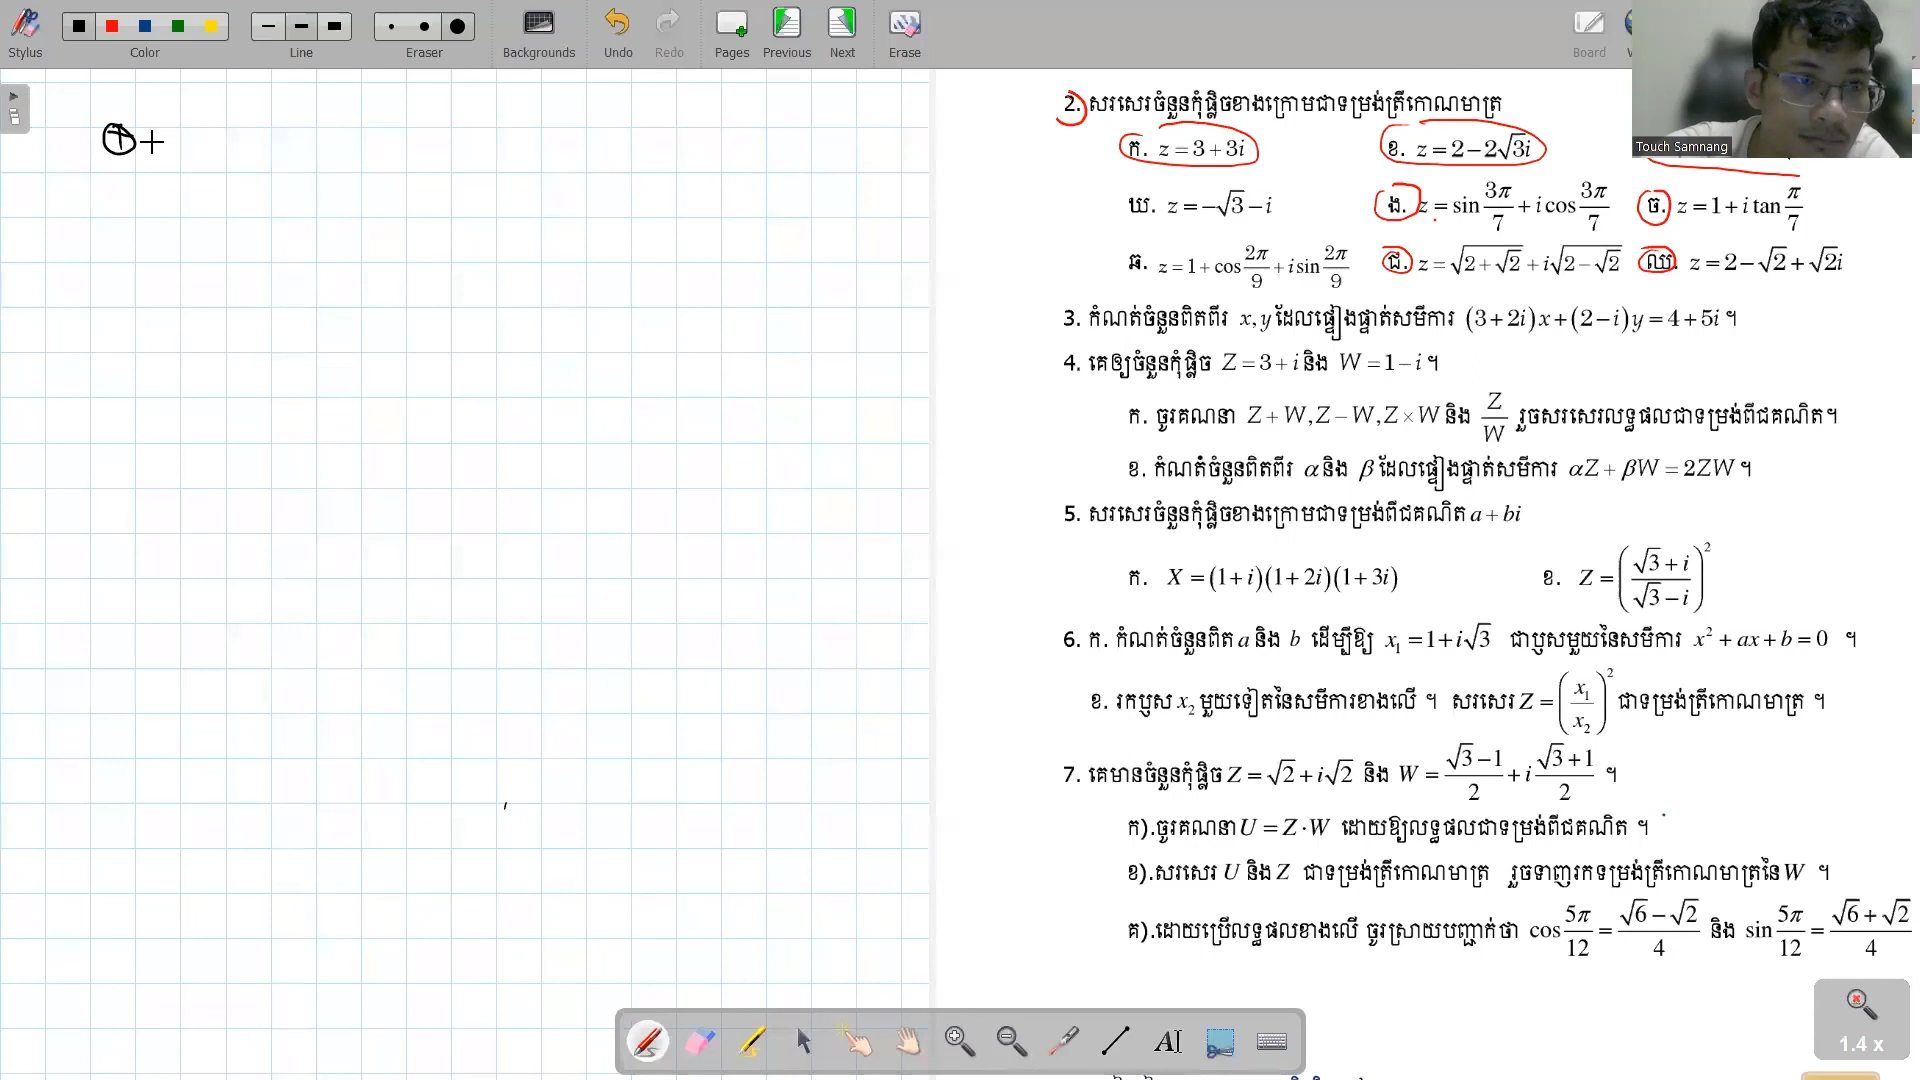 Stylus Color Line Eraser Backgrounds Undo Redo Pages Previous Next Erase Board
Touch Samnang
2. សរសេរចំនួនកុំផ្លិចខាងក្រោមជាទម្រង់ត្រីកោណមាត្រ
ក. z = 3 + 3i ខ. z = 2 − 2√3i
ឃ. z = −√3 − i ង. z = sin 3π/7 + i cos 3π/7 ច. z = 1 + i tan π/7
ឆ. z = 1 + cos 2π/9 + i sin 2π/9 ជ. z = √(2 + √2) + i√(2 − √2) ឈ. z = 2 − √2 + √2i
3. កំណត់ចំនួនពិតពីរ x, y ដែលផ្ទៀងផ្ទាត់សមីការ (3 + 2i)x + (2 − i)y = 4 + 5i ។
4. គេឲ្យចំនួនកុំផ្លិច Z = 3 + i និង W = 1 − i ។
ក. ចូរគណនា Z + W, Z − W, Z × W និង Z/W រួចសរសេរលទ្ធផលជាទម្រង់ពីជគណិត។
ខ. កំណត់ចំនួនពិតពីរ α និង β ដែលផ្ទៀងផ្ទាត់សមីការ αZ + βW = 2ZW ។
5. សរសេរចំនួនកុំផ្លិចខាងក្រោមជាទម្រង់ពីជគណិត a + bi
ក. X = (1 + i)(1 + 2i)(1 + 3i) ខ. Z = ((√3 + i)/(√3 − i))²
6. ក. កំណត់ចំនួនពិត a និង b ដើម្បីឱ្យ x₁ = 1 + i√3 ជាឫសមួយនៃសមីការ x² + ax + b = 0 ។
ខ. រកឫស x₂ មួយទៀតនៃសមីការខាងលើ ។ សរសេរ Z = (x₁/x₂)² ជាទម្រង់ត្រីកោណមាត្រ ។
7. គេមានចំនួនកុំផ្លិច Z = √2 + i√2 និង W = (√3 − 1)/2 + i (√3 + 1)/2 ។
ក).ចូរគណនា U = Z · W ដោយឱ្យលទ្ធផលជាទម្រង់ពីជគណិត ។
ខ).សរសេរ U និង Z ជាទម្រង់ត្រីកោណមាត្រ រួចទាញរកទម្រង់ត្រីកោណមាត្រនៃ W ។
គ).ដោយប្រើលទ្ធផលខាងលើ ចូរស្រាយបញ្ជាក់ថា cos 5π/12 = (√6 − √2)/4 និង sin 5π/12 = (√6 + √2)/4
1.4 x